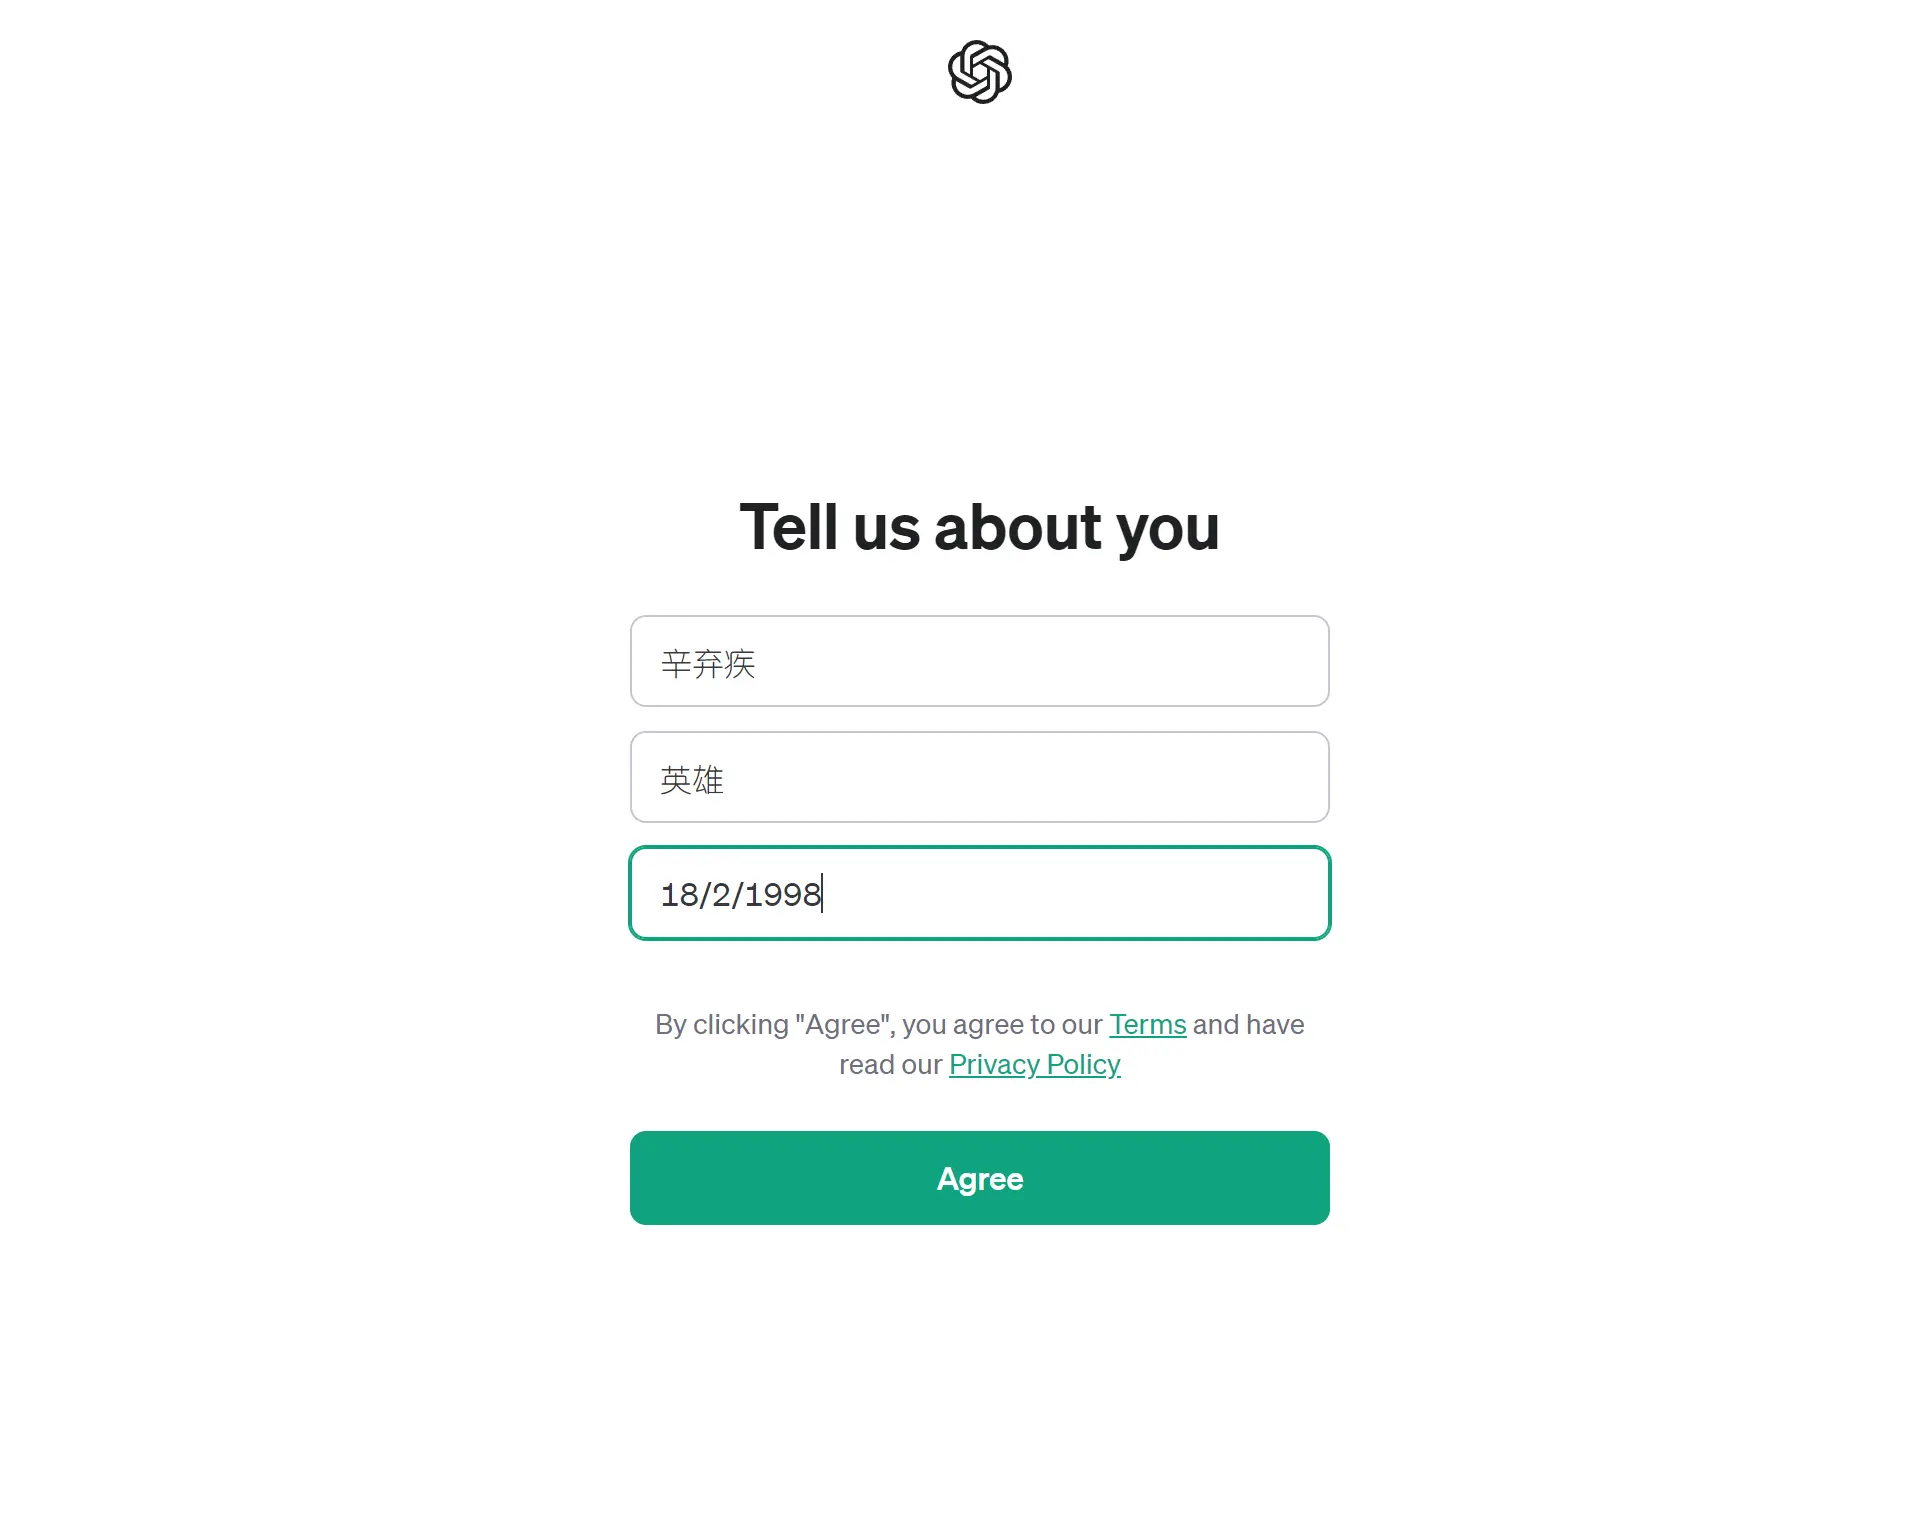 Tell us about you
辛弃疾
英雄
18/2/1998
By clicking "Agree", you agree to our Terms and have
read our Privacy Policy
Agree